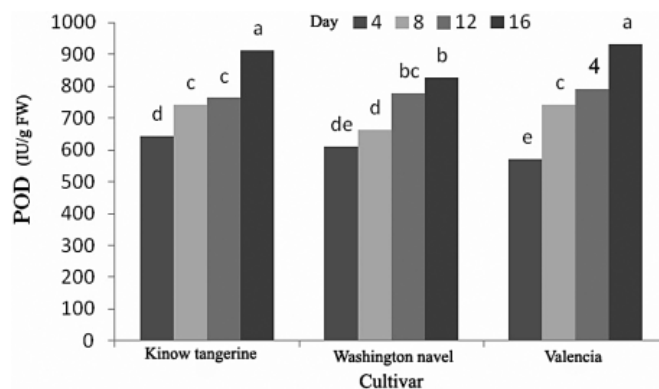 1000
Day 4 8 12 16
900
800
700
600
500
400
300
200
100
0
POD (IU/g FW)
d c c a
de d bc b
e c 4 a
Kinow tangerine Washington navel Valencia
Cultivar